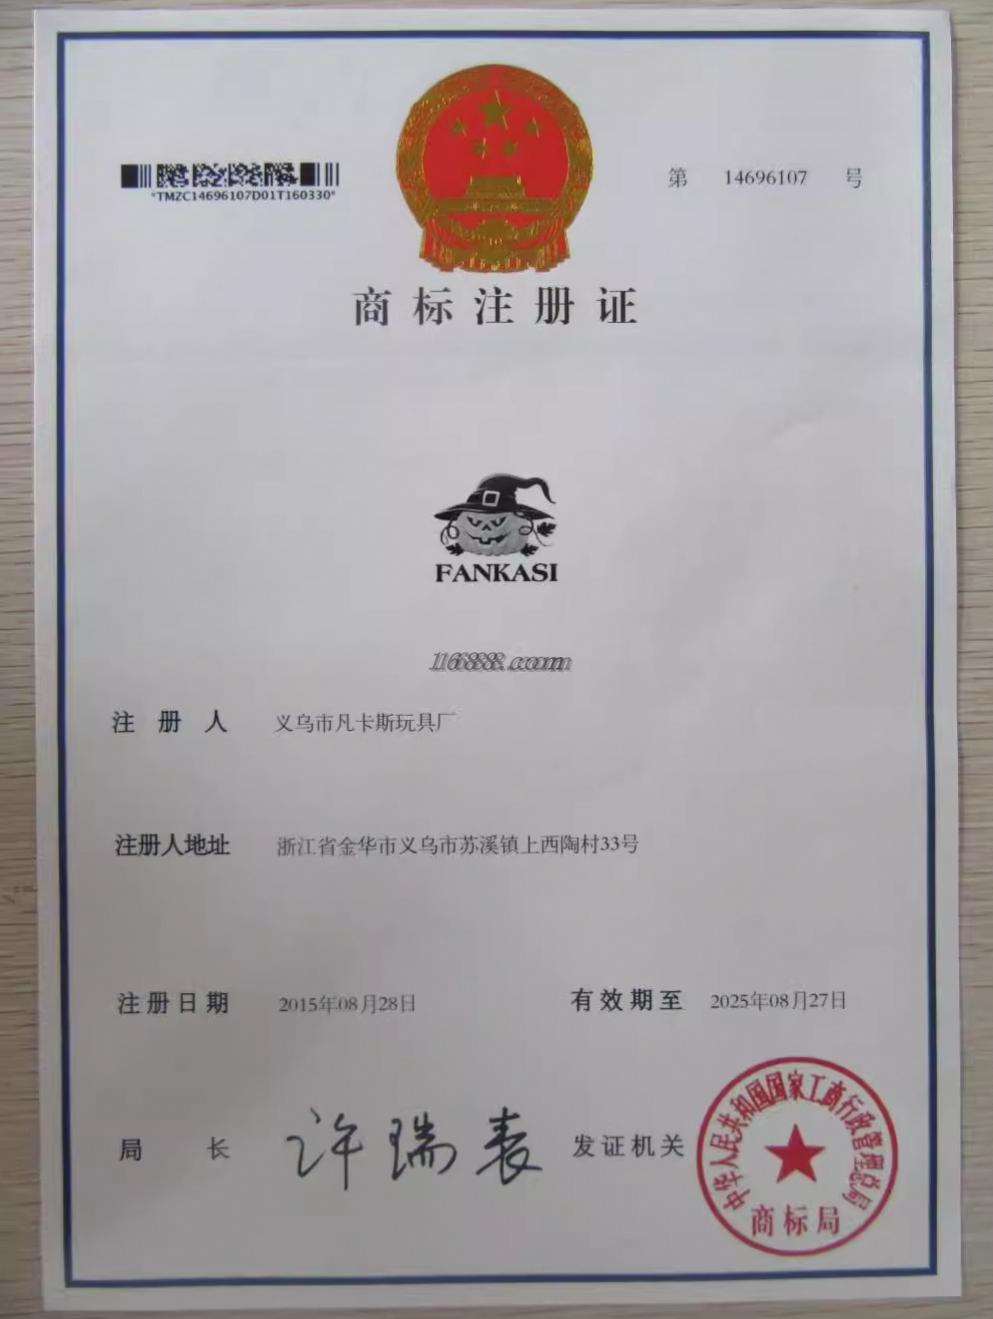 *TMZC14696107D01T160330*
第 14696107 号
商标注册证
FANKASI
16888.com
注册人 义乌市凡卡斯玩具厂
注册人地址 浙江省金华市义乌市苏溪镇上西陶村33号
注册日期 2015年08月28日 有效期至 2025年08月27日
局长 许瑞表 发证机关
中华人民共和国国家工商行政管理总局
商标局